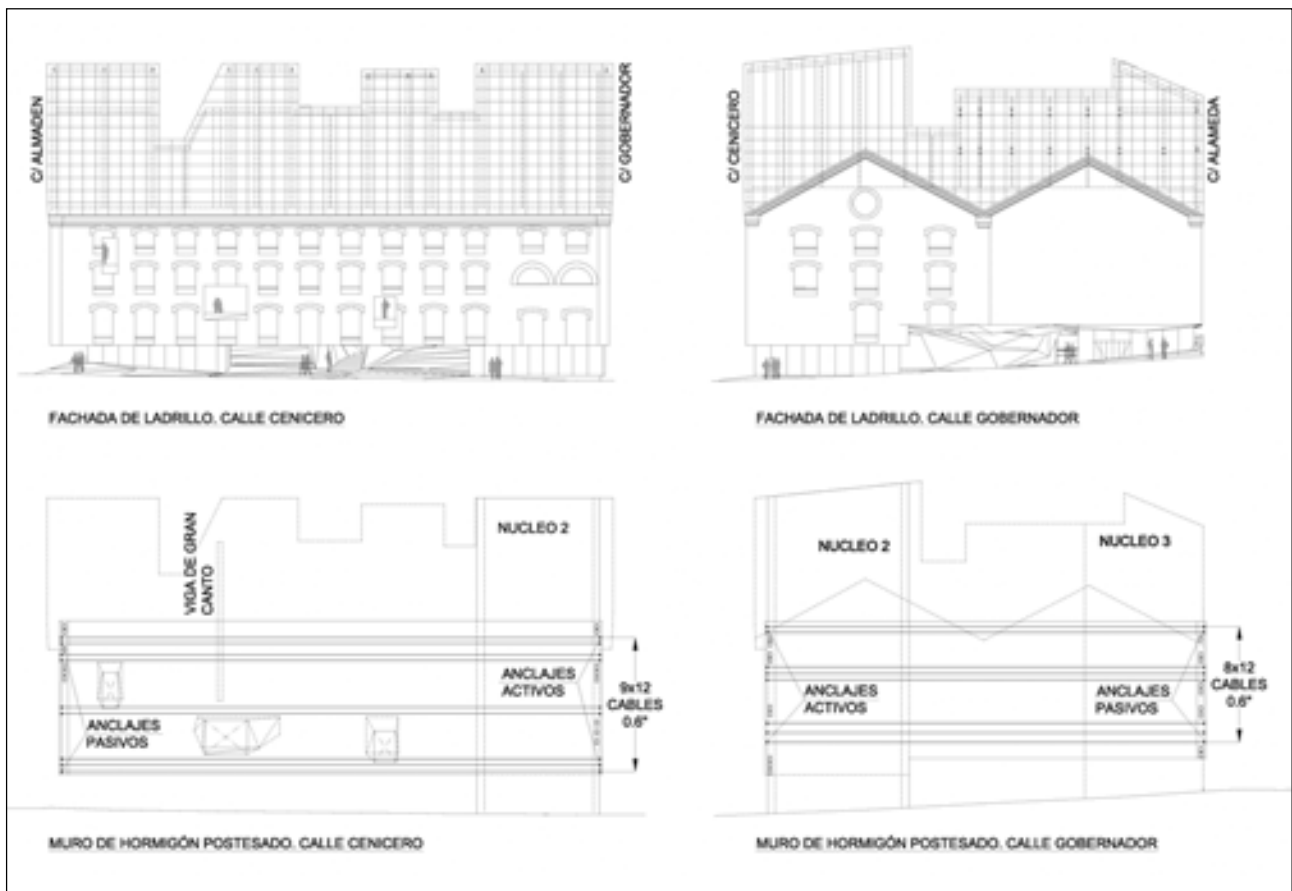 C/ ALMADEN
C/ GOBERNADOR
C/ CENICERO
C/ ALAMEDA
FACHADA DE LADRILLO. CALLE CENICERO
FACHADA DE LADRILLO. CALLE GOBERNADOR
VIGA DE GRAN
CANTO
NUCLEO 2
ANCLAJES
ACTIVOS
9x12
CABLES
0.6"
ANCLAJES
PASIVOS
NUCLEO 2
NUCLEO 3
ANCLAJES
ACTIVOS
ANCLAJES
PASIVOS
8x12
CABLES
0.6"
MURO DE HORMIGÓN POSTESADO. CALLE CENICERO
MURO DE HORMIGÓN POSTESADO. CALLE GOBERNADOR